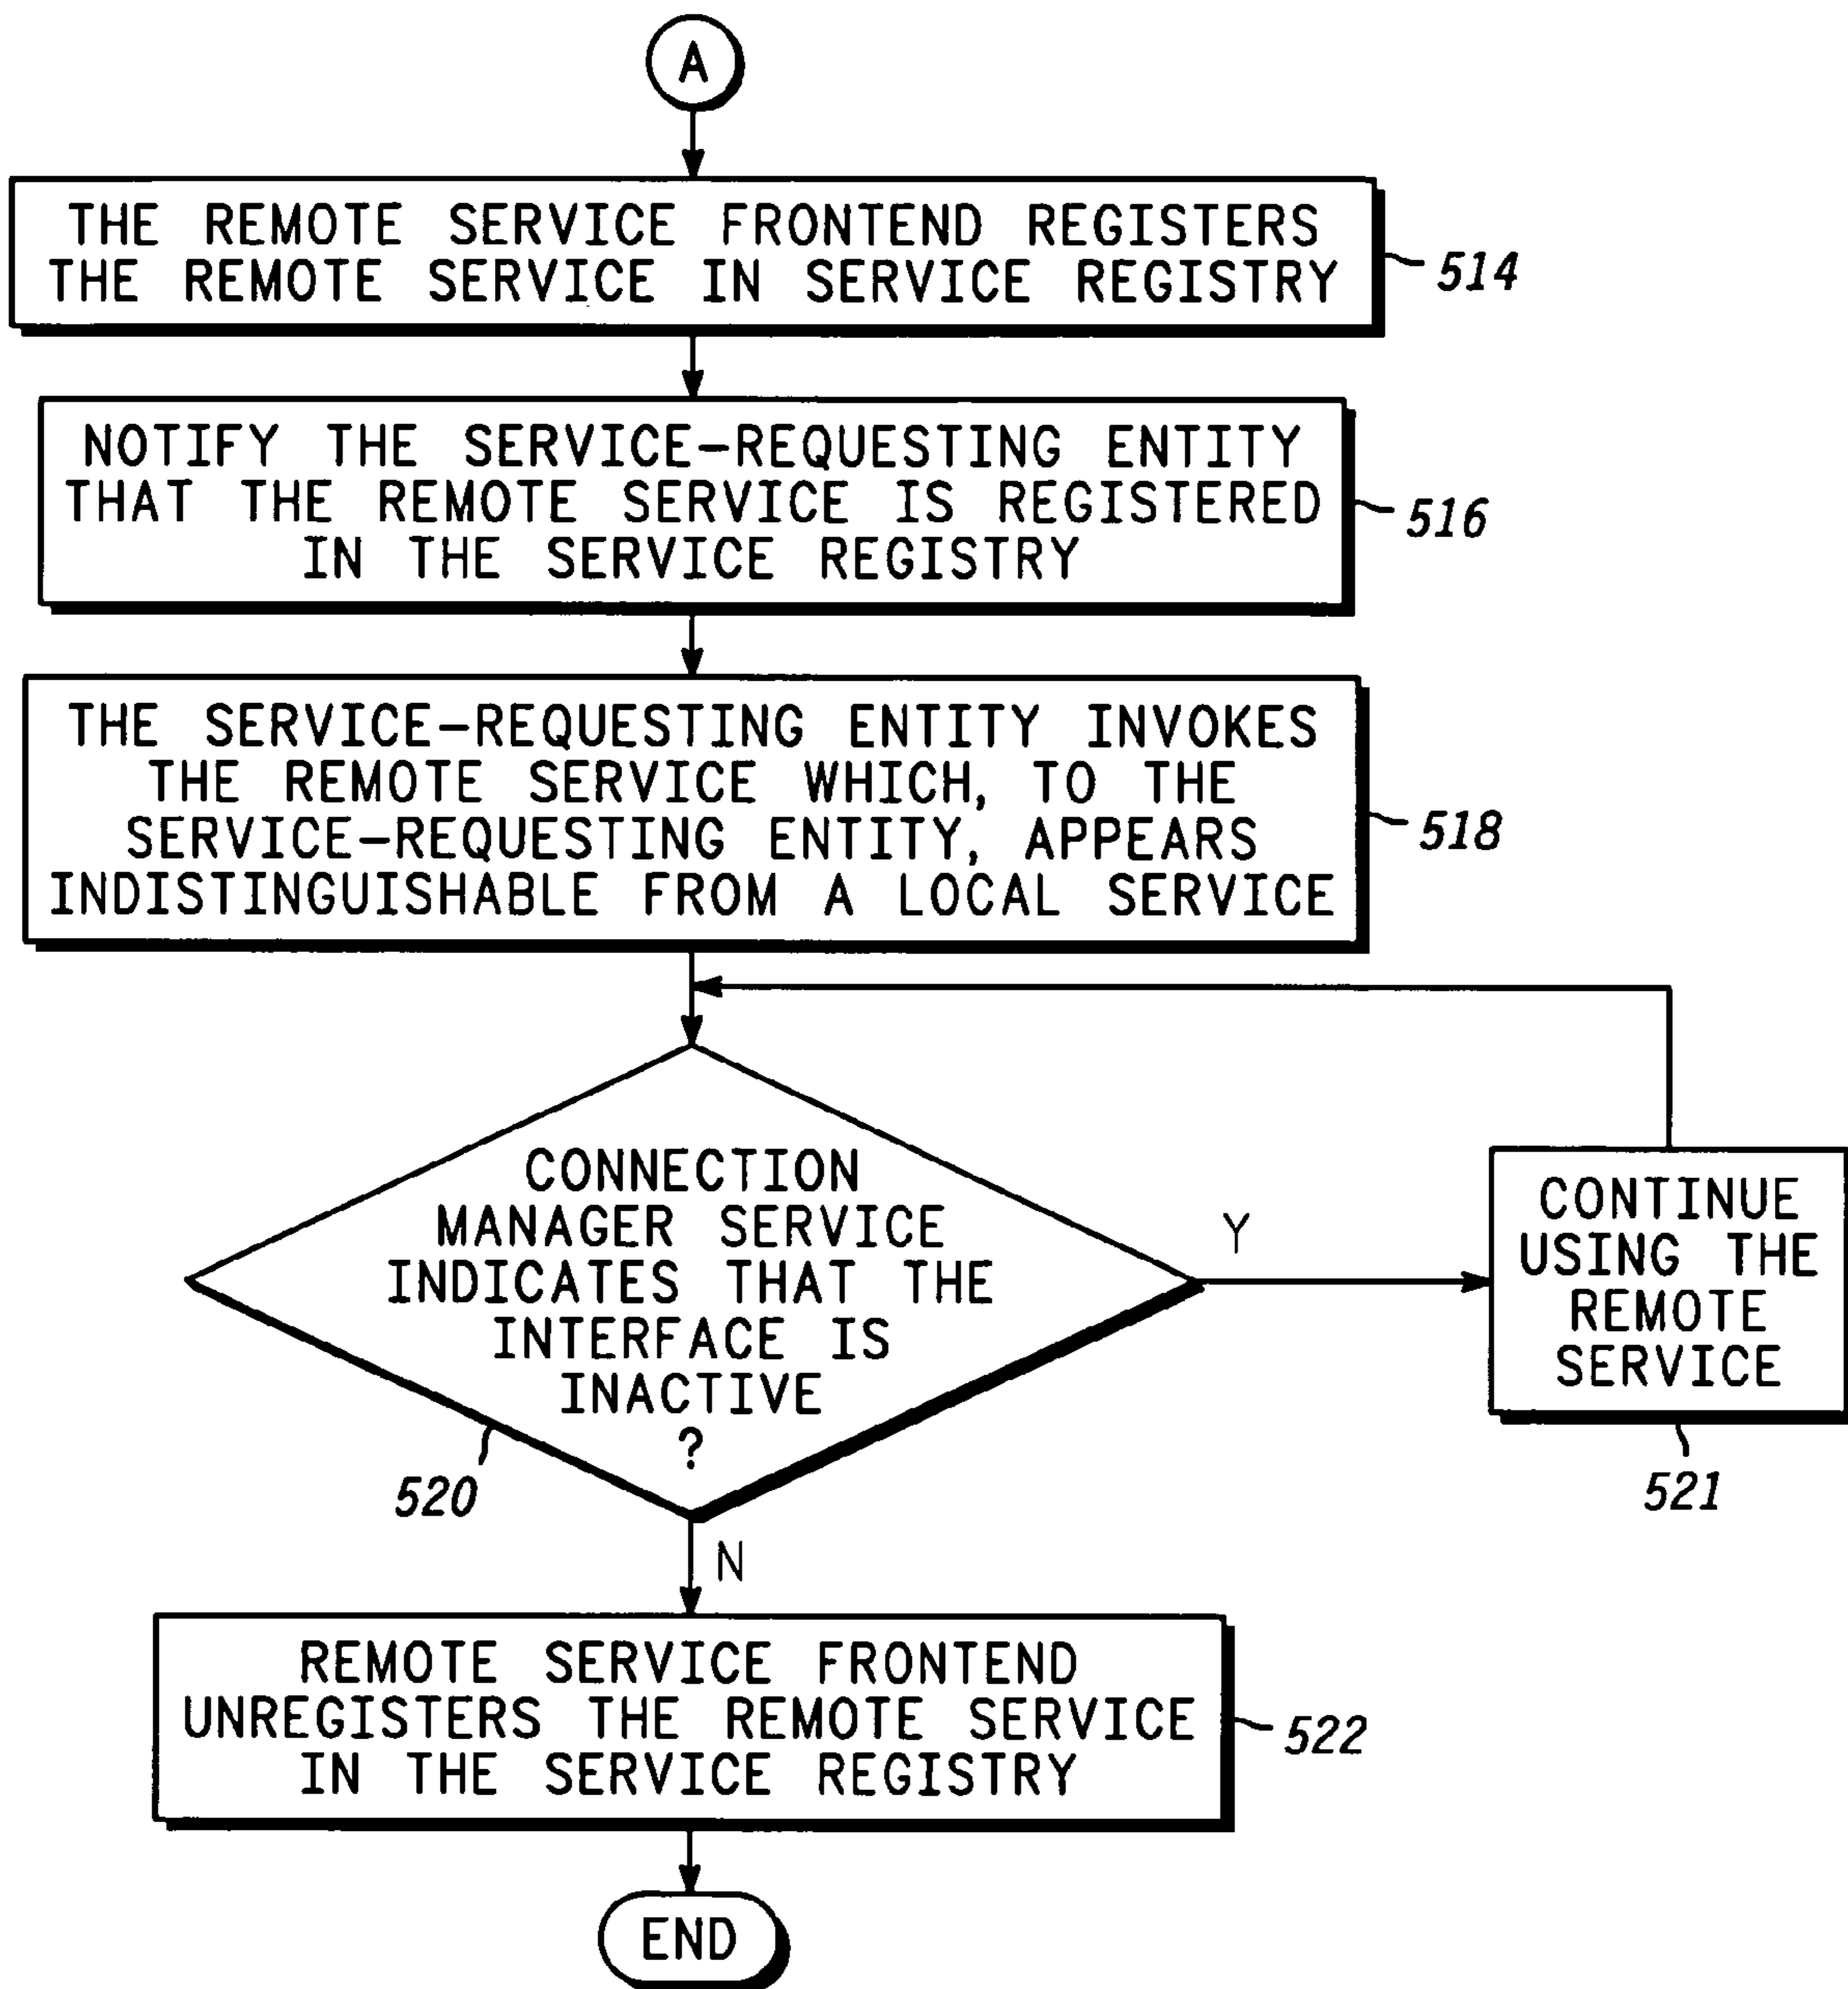 A
THE REMOTE SERVICE FRONTEND REGISTERS
THE REMOTE SERVICE IN SERVICE REGISTRY
514
NOTIFY THE SERVICE-REQUESTING ENTITY
THAT THE REMOTE SERVICE IS REGISTERED
IN THE SERVICE REGISTRY
516
THE SERVICE-REQUESTING ENTITY INVOKES
THE REMOTE SERVICE WHICH, TO THE
SERVICE-REQUESTING ENTITY, APPEARS
INDISTINGUISHABLE FROM A LOCAL SERVICE
518
CONNECTION
MANAGER SERVICE
INDICATES THAT THE
INTERFACE IS
INACTIVE
?
520
Y
CONTINUE
USING THE
REMOTE
SERVICE
521
N
REMOTE SERVICE FRONTEND
UNREGISTERS THE REMOTE SERVICE
IN THE SERVICE REGISTRY
522
END